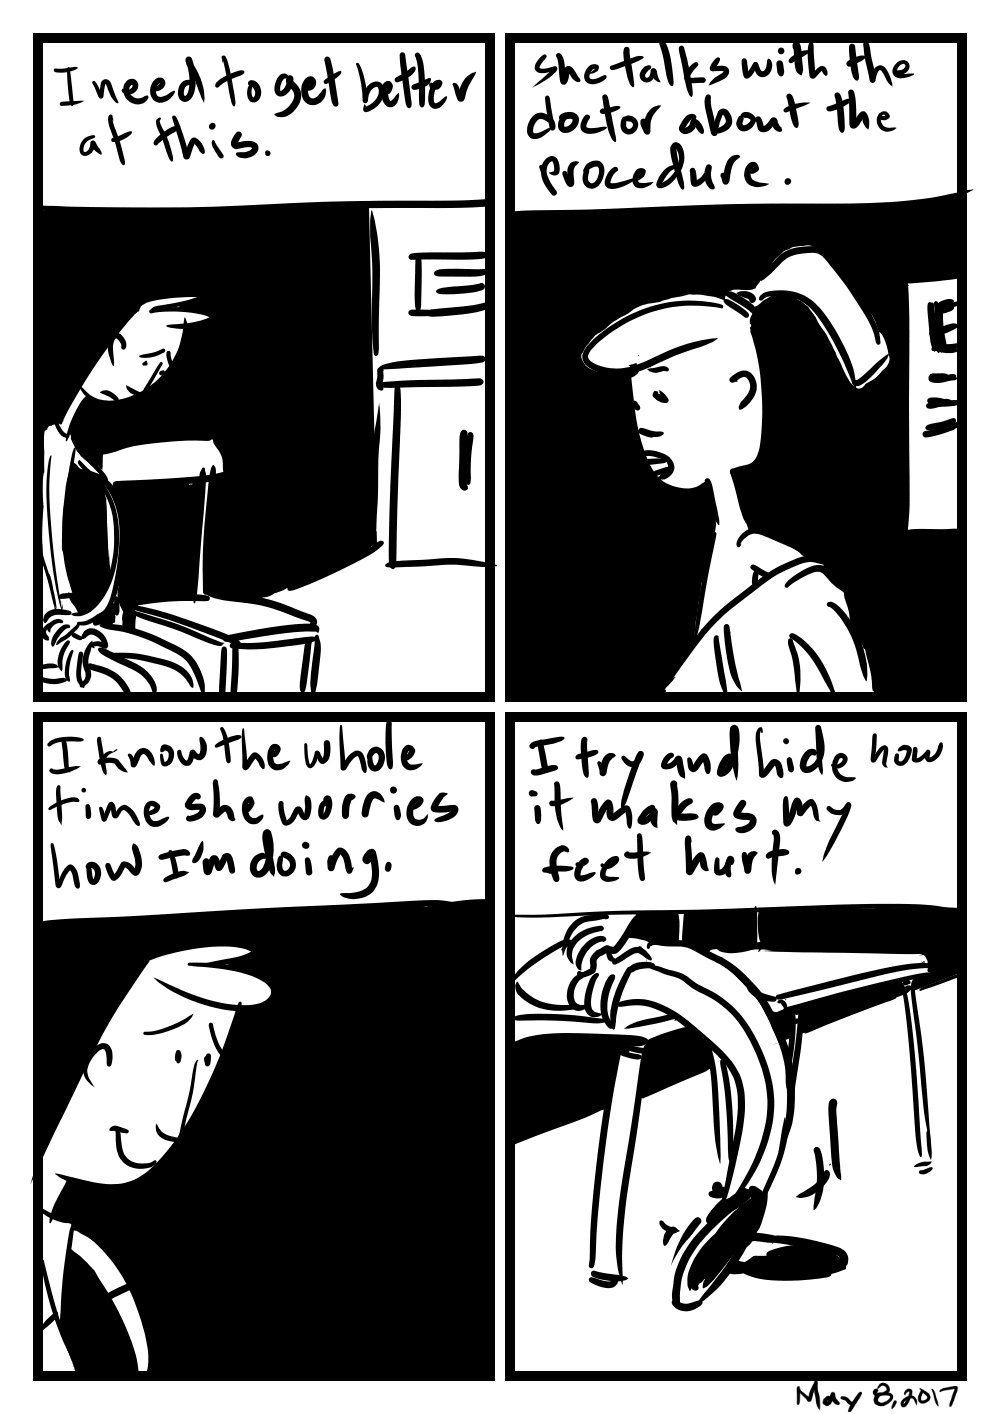 I need to get better
at this.
she talks with the
doctor about the
procedure.
E
I know the whole
time she worries
how I'm doing.
I try and hide how
it makes my
feet hurt.
May 8, 2017